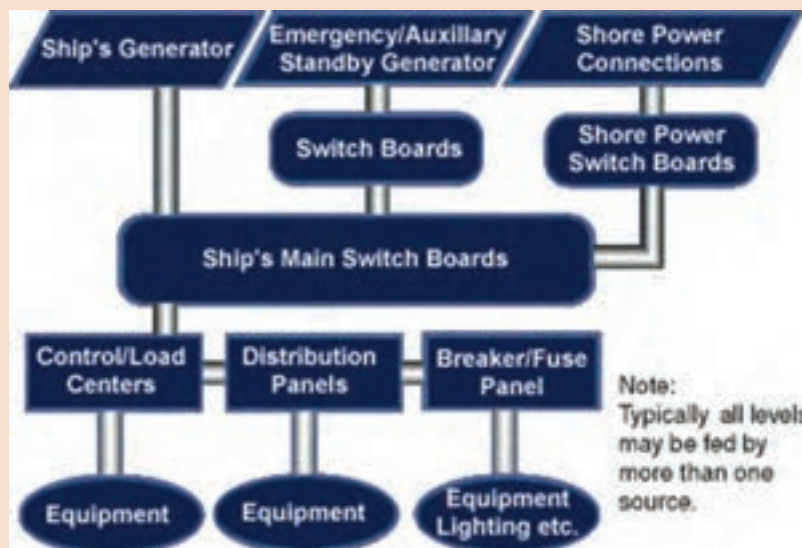 Ship's Generator
Emergency/Auxillary
Standby Generator
Shore Power
Connections
Switch Boards
Shore Power
Switch Boards
Ship's Main Switch Boards
Control/Load
Centers
Distribution
Panels
Breaker/Fuse
Panel
Note:
Typically all levels
may be fed by
more than one
source.
Equipment
Equipment
Equipment
Lighting etc.